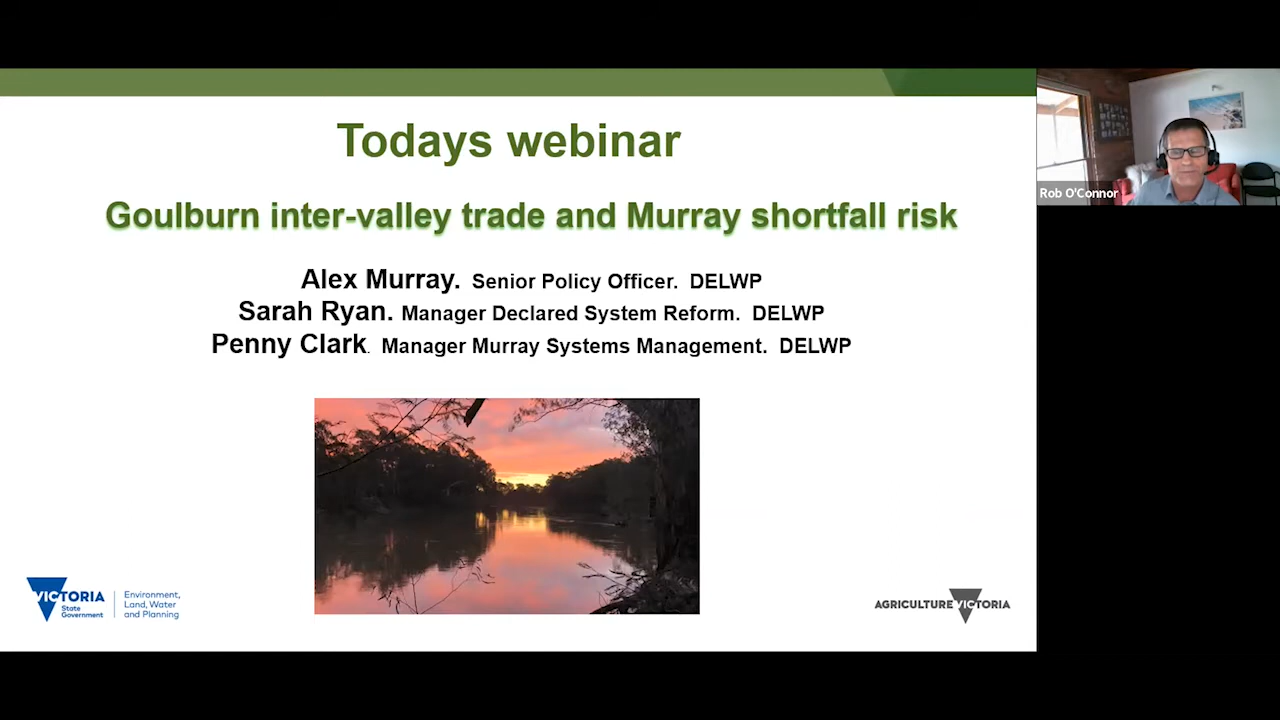 Todays webinar
Goulburn inter-valley trade and Murray shortfall risk
Alex Murray. Senior Policy Officer. DELWP
Sarah Ryan. Manager Declared System Reform. DELWP
Penny Clark. Manager Murray Systems Management. DELWP
VICTORIA
State
Government
Environment,
Land, Water
and Planning
AGRICULTURE VICTORIA
Rob O'Connor